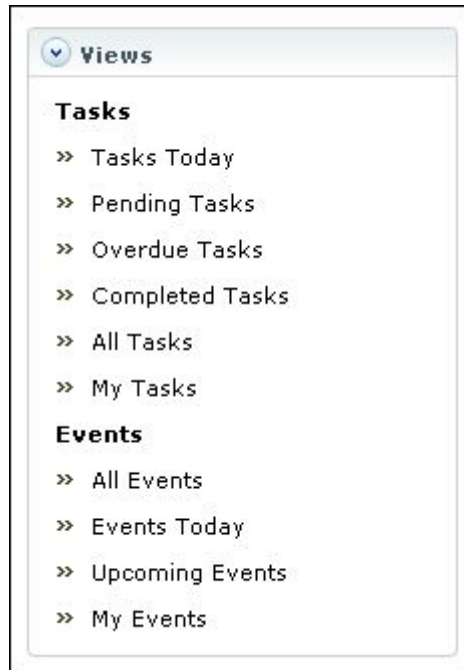 Views
Tasks
» Tasks Today
» Pending Tasks
» Overdue Tasks
» Completed Tasks
» All Tasks
» My Tasks
Events
» All Events
» Events Today
» Upcoming Events
» My Events